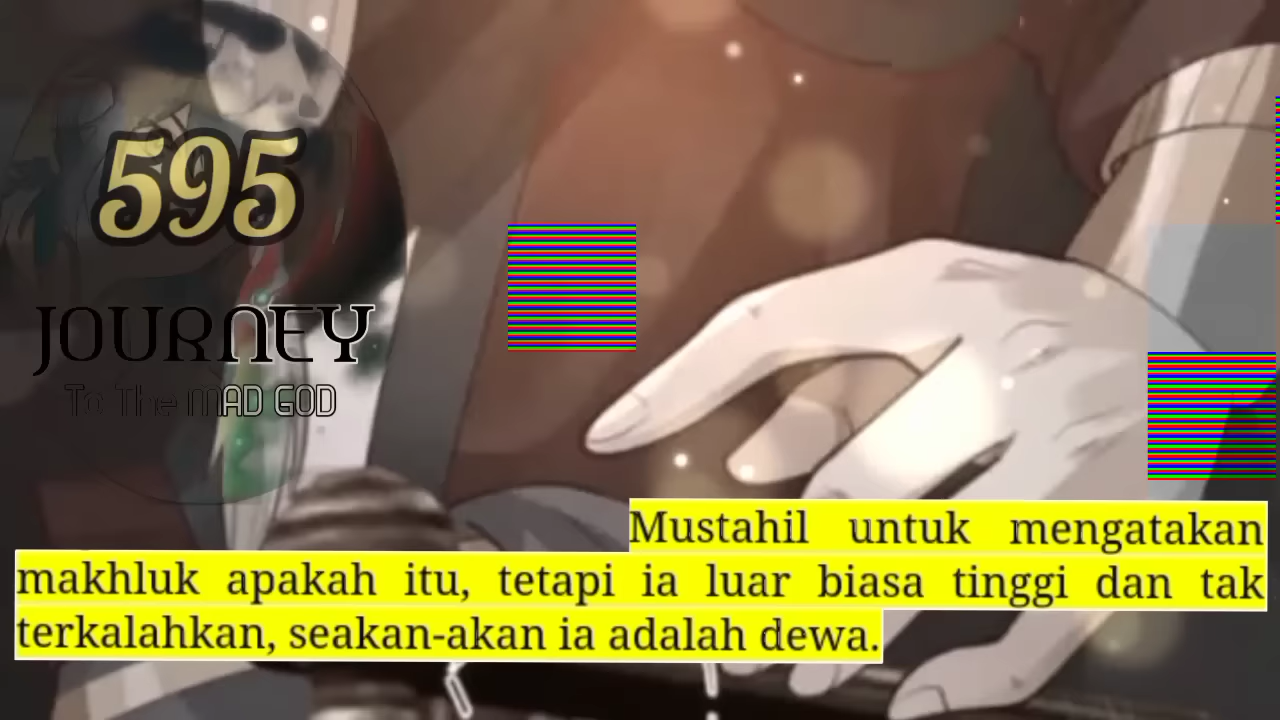 595
JOURNEY
To The MAD GOD
Mustahil untuk mengatakan
makhluk apakah itu, tetapi ia luar biasa tinggi dan tak
terkalahkan, seakan-akan ia adalah dewa.